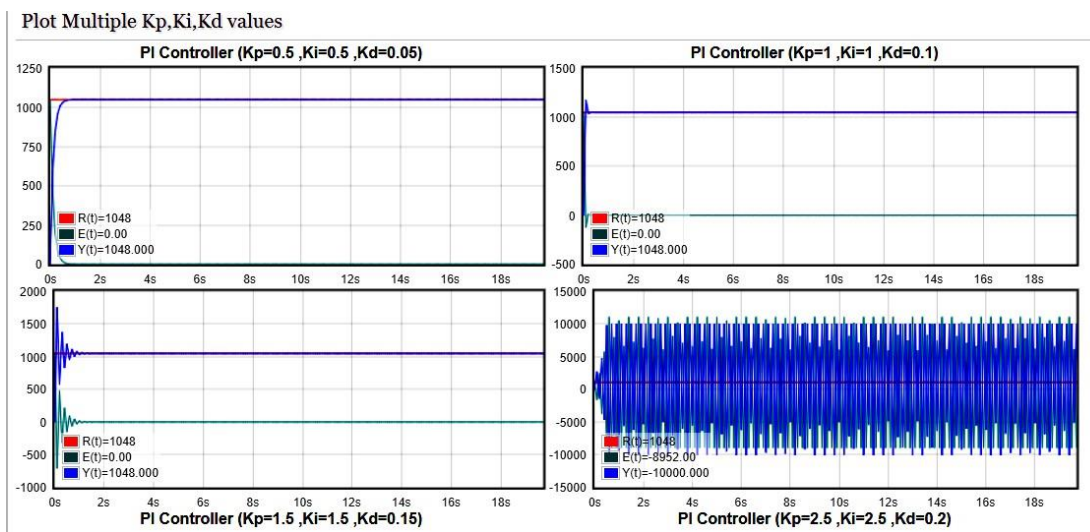 Plot Multiple Kp,Ki,Kd values
PI Controller (Kp=0.5 ,Ki=0.5 ,Kd=0.05)
1250
1000
750
500
250
0
R(t)=1048
E(t)=0.00
Y(t)=1048.000
0s 2s 4s 6s 8s 10s 12s 14s 16s 18s
PI Controller (Kp=1 ,Ki=1 ,Kd=0.1)
1500
1000
500
0
-500
R(t)=1048
E(t)=0.00
Y(t)=1048.000
0s 2s 4s 6s 8s 10s 12s 14s 16s 18s
2000
1500
1000
500
0
-500
-1000
R(t)=1048
E(t)=0.00
Y(t)=1048.000
0s 2s 4s 6s 8s 10s 12s 14s 16s 18s
PI Controller (Kp=1.5 ,Ki=1.5 ,Kd=0.15)
15000
10000
5000
0
-5000
-10000
-15000
R(t)=1048
E(t)=-8952.00
Y(t)=-10000.000
0s 2s 4s 6s 8s 10s 12s 14s 16s 18s
PI Controller (Kp=2.5 ,Ki=2.5 ,Kd=0.2)